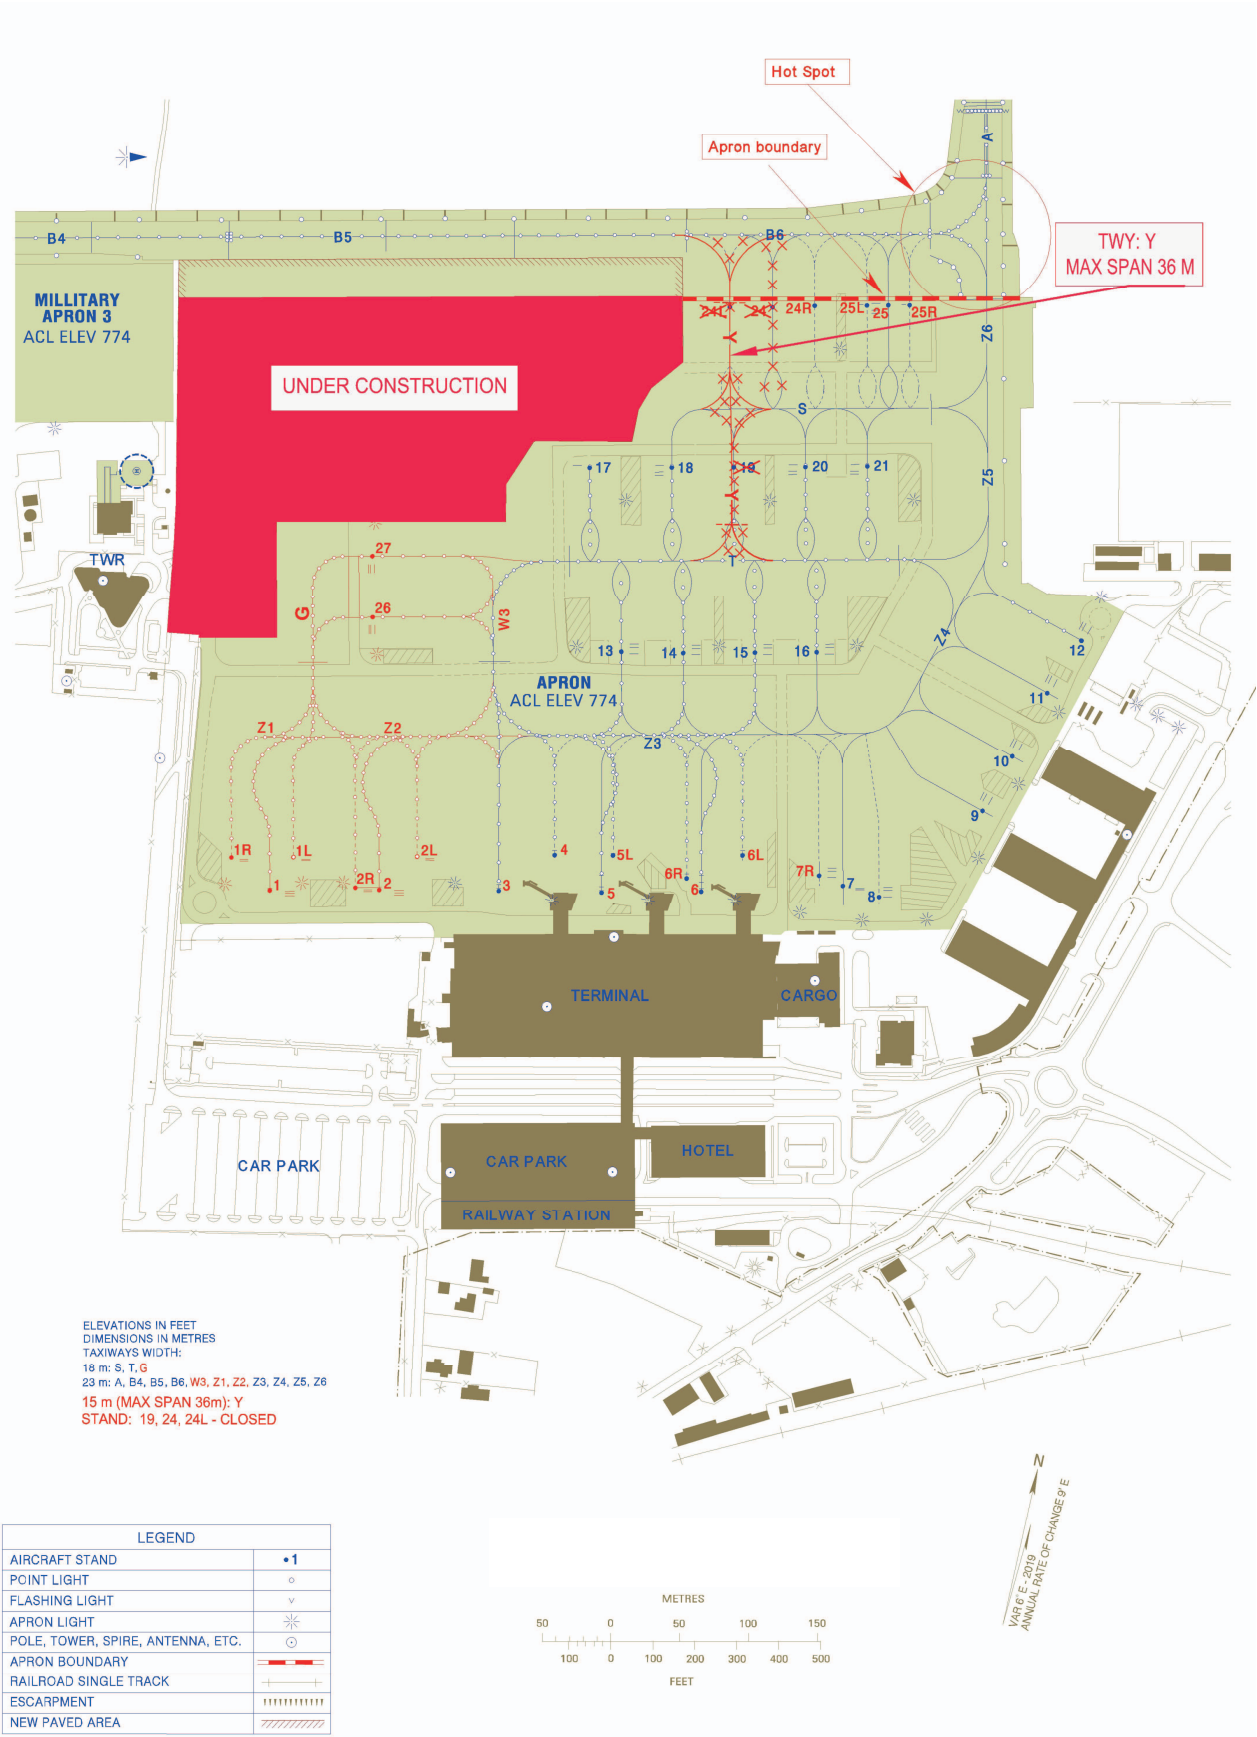 Hot Spot
Apron boundary
A
TWY: Y
MAX SPAN 36 M
B4
B5
B6
MILLITARY
APRON 3
ACL ELEV 774
24L
24
24R
25L
25
25R
Y
Z6
UNDER CONSTRUCTION
S
17
18
19
20
21
Z5
Y
T
TWR
27
G
26
W3
Z4
13
14
15
16
12
APRON
ACL ELEV 774
11
Z1
Z2
Z3
10
9
1R
1L
2L
4
5L
6L
1
2R
2
3
5
6R
6
7R
7
8
TERMINAL
CARGO
CAR PARK
CAR PARK
HOTEL
RAILWAY STATION
ELEVATIONS IN FEET
DIMENSIONS IN METRES
TAXIWAYS WIDTH:
18 m: S, T, G
23 m: A, B4, B5, B6, W3, Z1, Z2, Z3, Z4, Z5, Z6
15 m (MAX SPAN 36m): Y
STAND: 19, 24, 24L - CLOSED
N
VAR 6° E - 2019
ANNUAL RATE OF CHANGE 9' E
LEGEND
AIRCRAFT STAND
1
POINT LIGHT
FLASHING LIGHT
APRON LIGHT
POLE, TOWER, SPIRE, ANTENNA, ETC.
APRON BOUNDARY
RAILROAD SINGLE TRACK
ESCARPMENT
NEW PAVED AREA
METRES
50 0 50 100 150
100 0 100 200 300 400 500
FEET